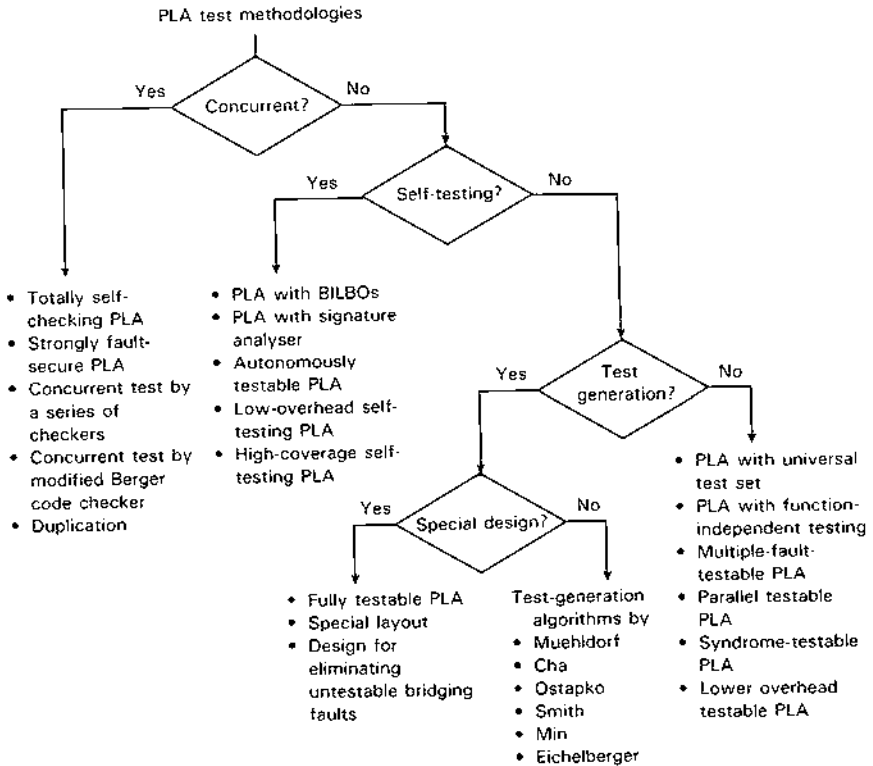 PLA test methodologies
Yes
Concurrent?
No
Yes
Self-testing?
No
• Totally self-
checking PLA
• Strongly fault-
secure PLA
• Concurrent test by
a series of
checkers
• Concurrent test by
modified Berger
code checker
• Duplication
• PLA with BILBOs
• PLA with signature
analyser
• Autonomously
testable PLA
• Low-overhead self-
testing PLA
• High-coverage self-
testing PLA
Yes
Test
generation?
No
Yes
Special design?
No
• PLA with universal
test set
• PLA with function-
independent testing
• Multiple-fault-
testable PLA
• Parallel testable
PLA
• Syndrome-testable
PLA
• Lower overhead
testable PLA
• Fully testable PLA
• Special layout
• Design for
eliminating
untestable bridging
faults
Test-generation
algorithms by
• Muehldorf
• Cha
• Ostapko
• Smith
• Min
• Eichelberger